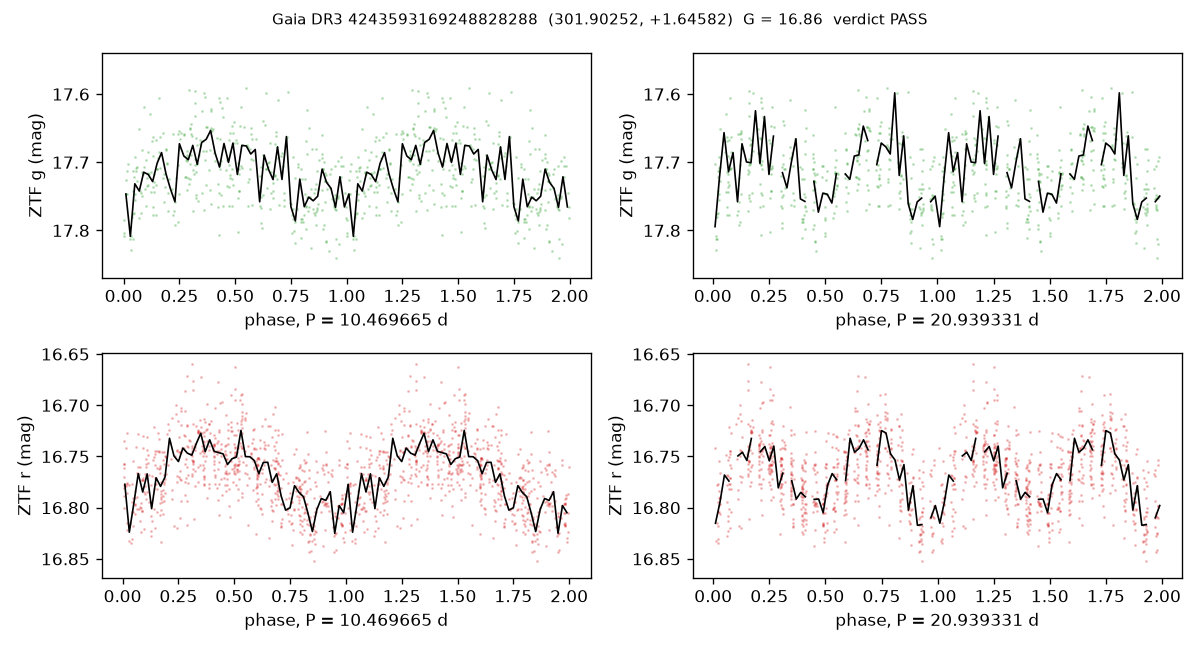 Gaia DR3 4243593169248828288 (301.90252, +1.64582) G = 16.86 verdict PASS
ZTF g (mag)
17.6
17.7
17.8
0.00 0.25 0.50 0.75 1.00 1.25 1.50 1.75 2.00
phase, P = 10.469665 d
ZTF g (mag)
17.6
17.7
17.8
0.00 0.25 0.50 0.75 1.00 1.25 1.50 1.75 2.00
phase, P = 20.939331 d
ZTF r (mag)
16.65
16.70
16.75
16.80
16.85
0.00 0.25 0.50 0.75 1.00 1.25 1.50 1.75 2.00
phase, P = 10.469665 d
ZTF r (mag)
16.65
16.70
16.75
16.80
16.85
0.00 0.25 0.50 0.75 1.00 1.25 1.50 1.75 2.00
phase, P = 20.939331 d